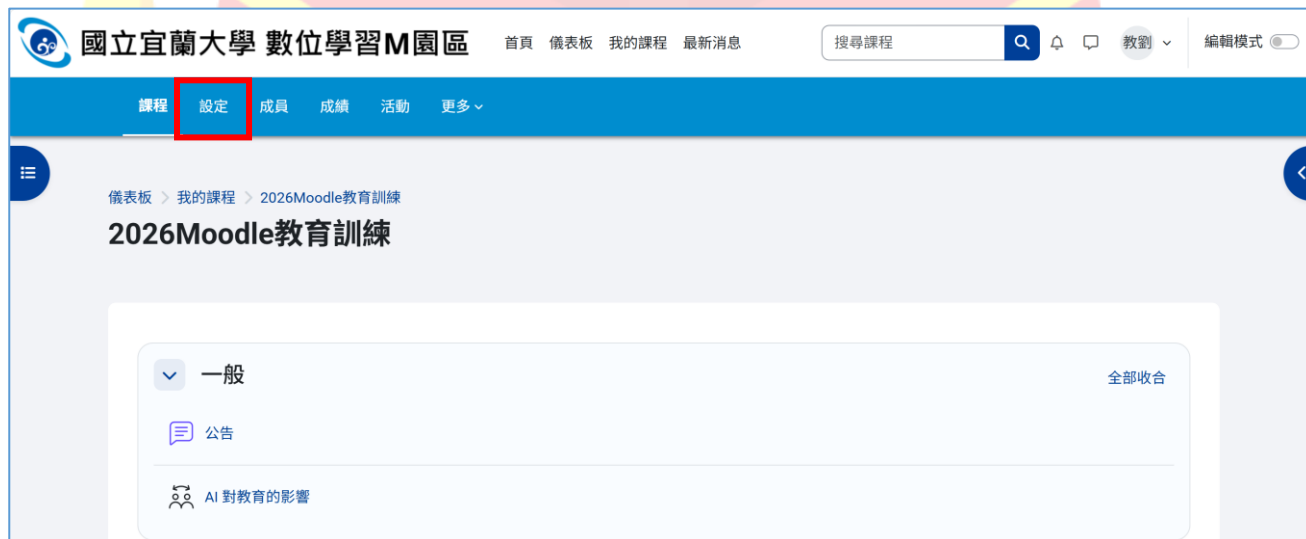 國立宜蘭大學 數位學習M園區 首頁 儀表板 我的課程 最新消息 搜尋課程 教劉 編輯模式
課程 設定 成員 成績 活動 更多
儀表板 > 我的課程 > 2026Moodle教育訓練
2026Moodle教育訓練
一般 全部收合
公告
AI 對教育的影響